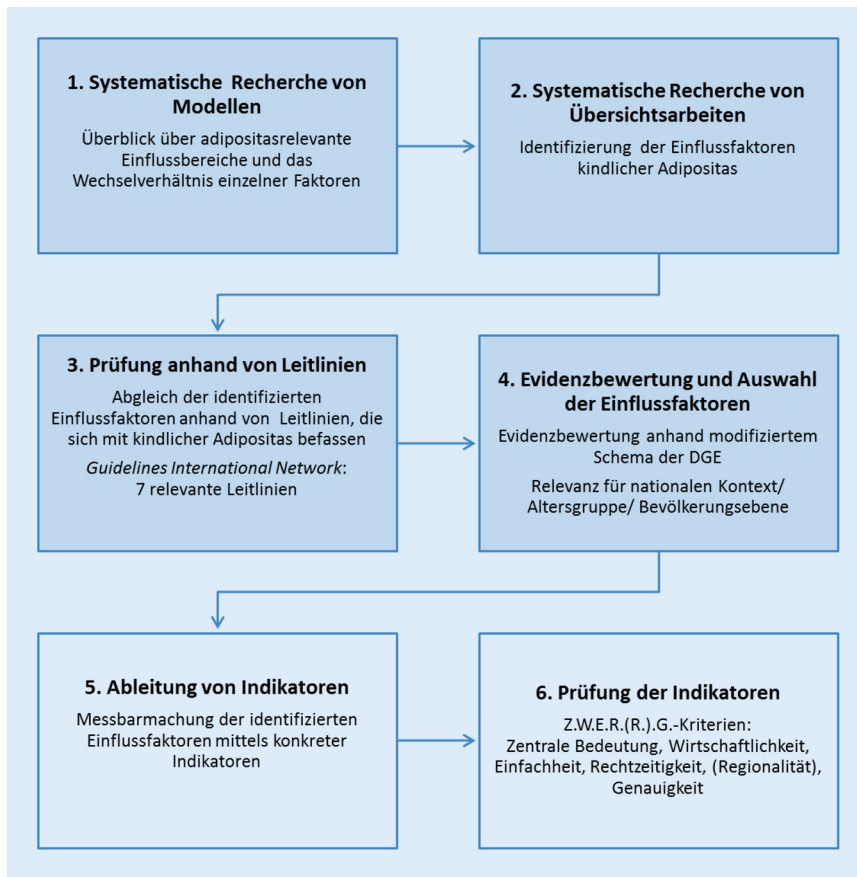 1. Systematische Recherche von
Modellen
Überblick über adipositasrelevante
Einflussbereiche und das
Wechselverhältnis einzelner Faktoren
2. Systematische Recherche von
Übersichtsarbeiten
Identifizierung der Einflussfaktoren
kindlicher Adipositas
3. Prüfung anhand von Leitlinien
Abgleich der identifizierten
Einflussfaktoren anhand von Leitlinien, die
sich mit kindlicher Adipositas befassen
Guidelines International Network:
7 relevante Leitlinien
4. Evidenzbewertung und Auswahl
der Einflussfaktoren
Evidenzbewertung anhand modifiziertem
Schema der DGE
Relevanz für nationalen Kontext/
Altersgruppe/ Bevölkerungsebene
5. Ableitung von Indikatoren
Messbarmachung der identifizierten
Einflussfaktoren mittels konkreter
Indikatoren
6. Prüfung der Indikatoren
Z.W.E.R.(R.).G.-Kriterien:
Zentrale Bedeutung, Wirtschaftlichkeit,
Einfachheit, Rechtzeitigkeit, (Regionalität),
Genauigkeit